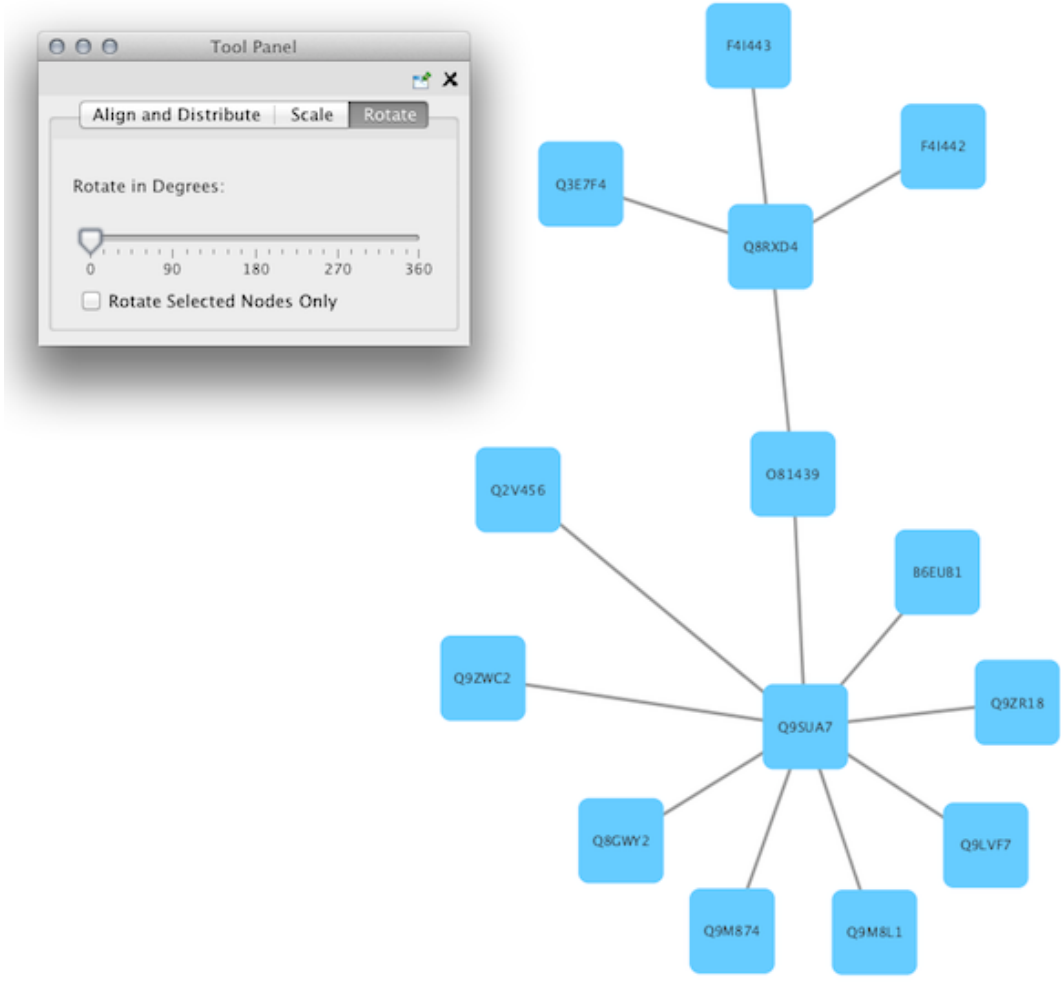 Tool Panel
Align and Distribute Scale Rotate
Rotate in Degrees:
0 90 180 270 360
Rotate Selected Nodes Only
F4I443
F4I442
Q3E7F4
Q8RXD4
O81439
Q2V456
B6EUB1
Q9ZWC2
Q9ZR18
Q9SUA7
Q8GWY2
Q9LVF7
Q9M874
Q9M8L1